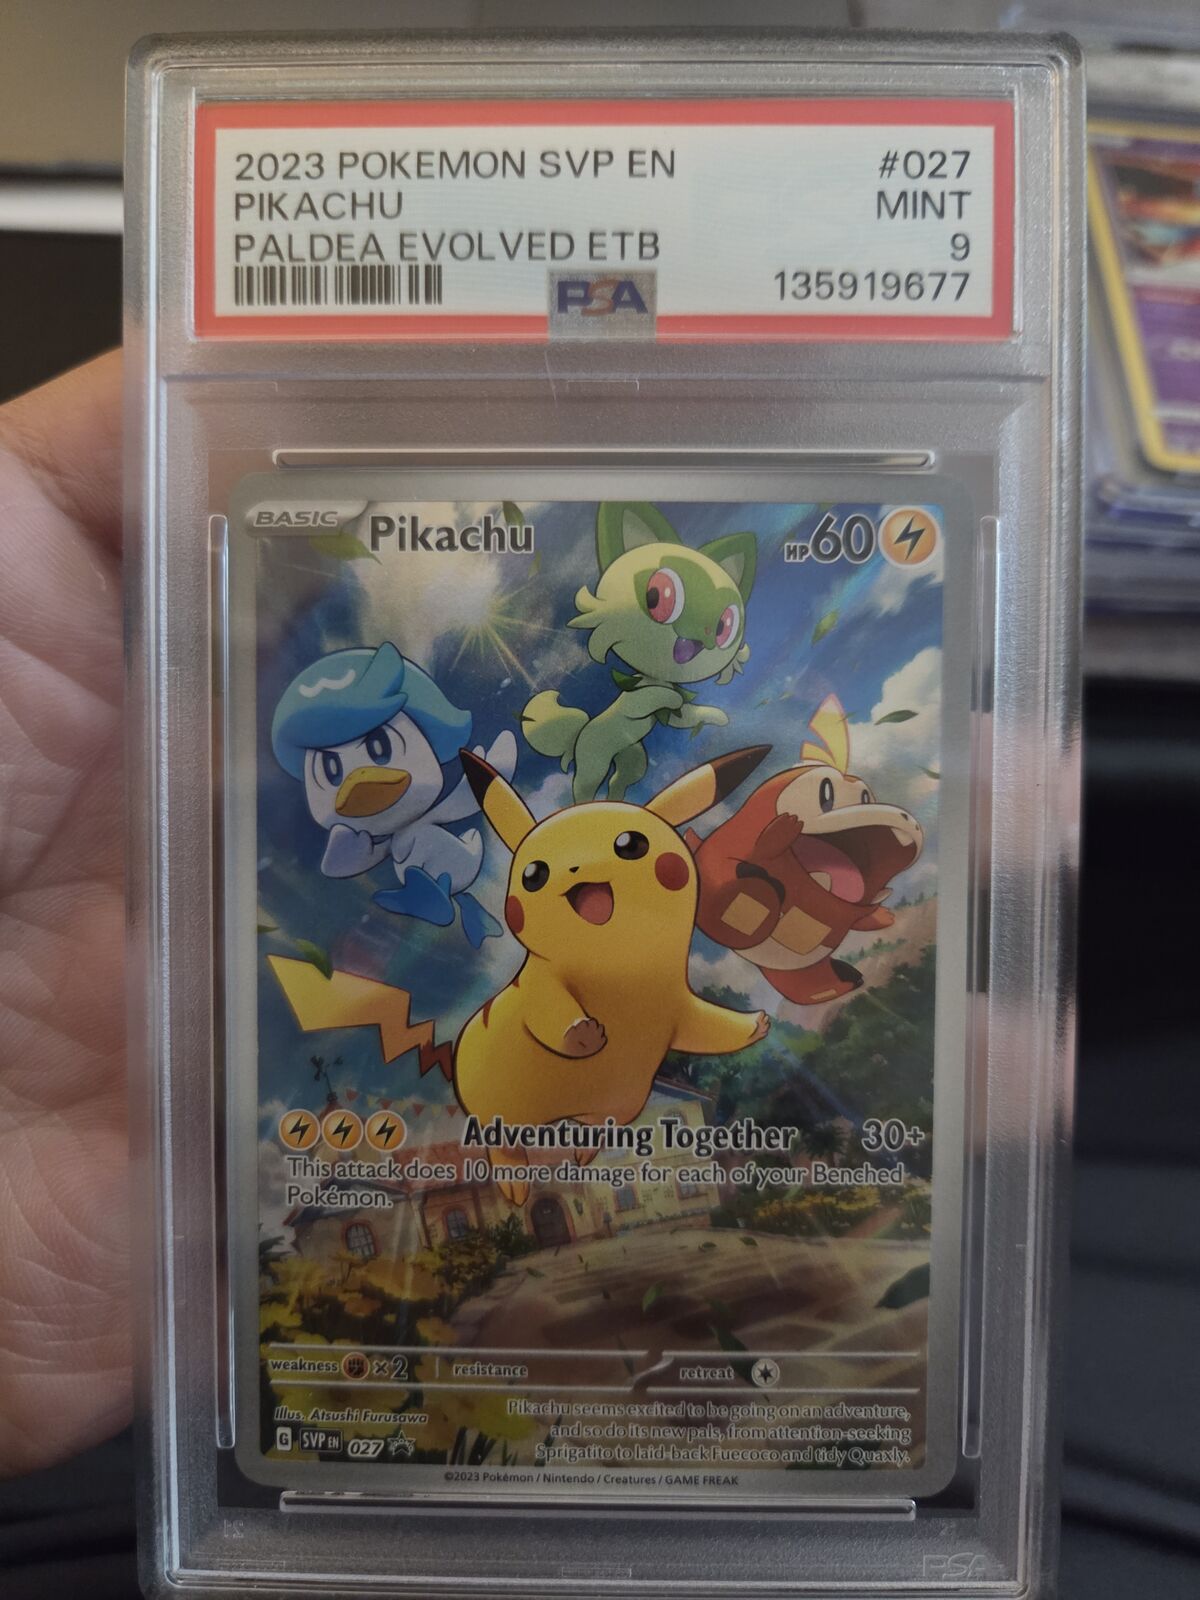 2023 POKEMON SVP EN #027
PIKACHU MINT
PALDEA EVOLVED ETB 9
PSA 135919677
BASIC Pikachu HP60
Adventuring Together 30+
This attack does 10 more damage for each of your Benched
Pokémon.
weakness ×2 resistance retreat
Illus. Atsushi Furusawa
Pikachu seems excited to be going on an adventure,
and so do its new pals, from attention-seeking
Sprigatito to laid-back Fuecoco and tidy Quaxly.
G SVP EN 027
©2023 Pokémon / Nintendo / Creatures / GAME FREAK
PSA